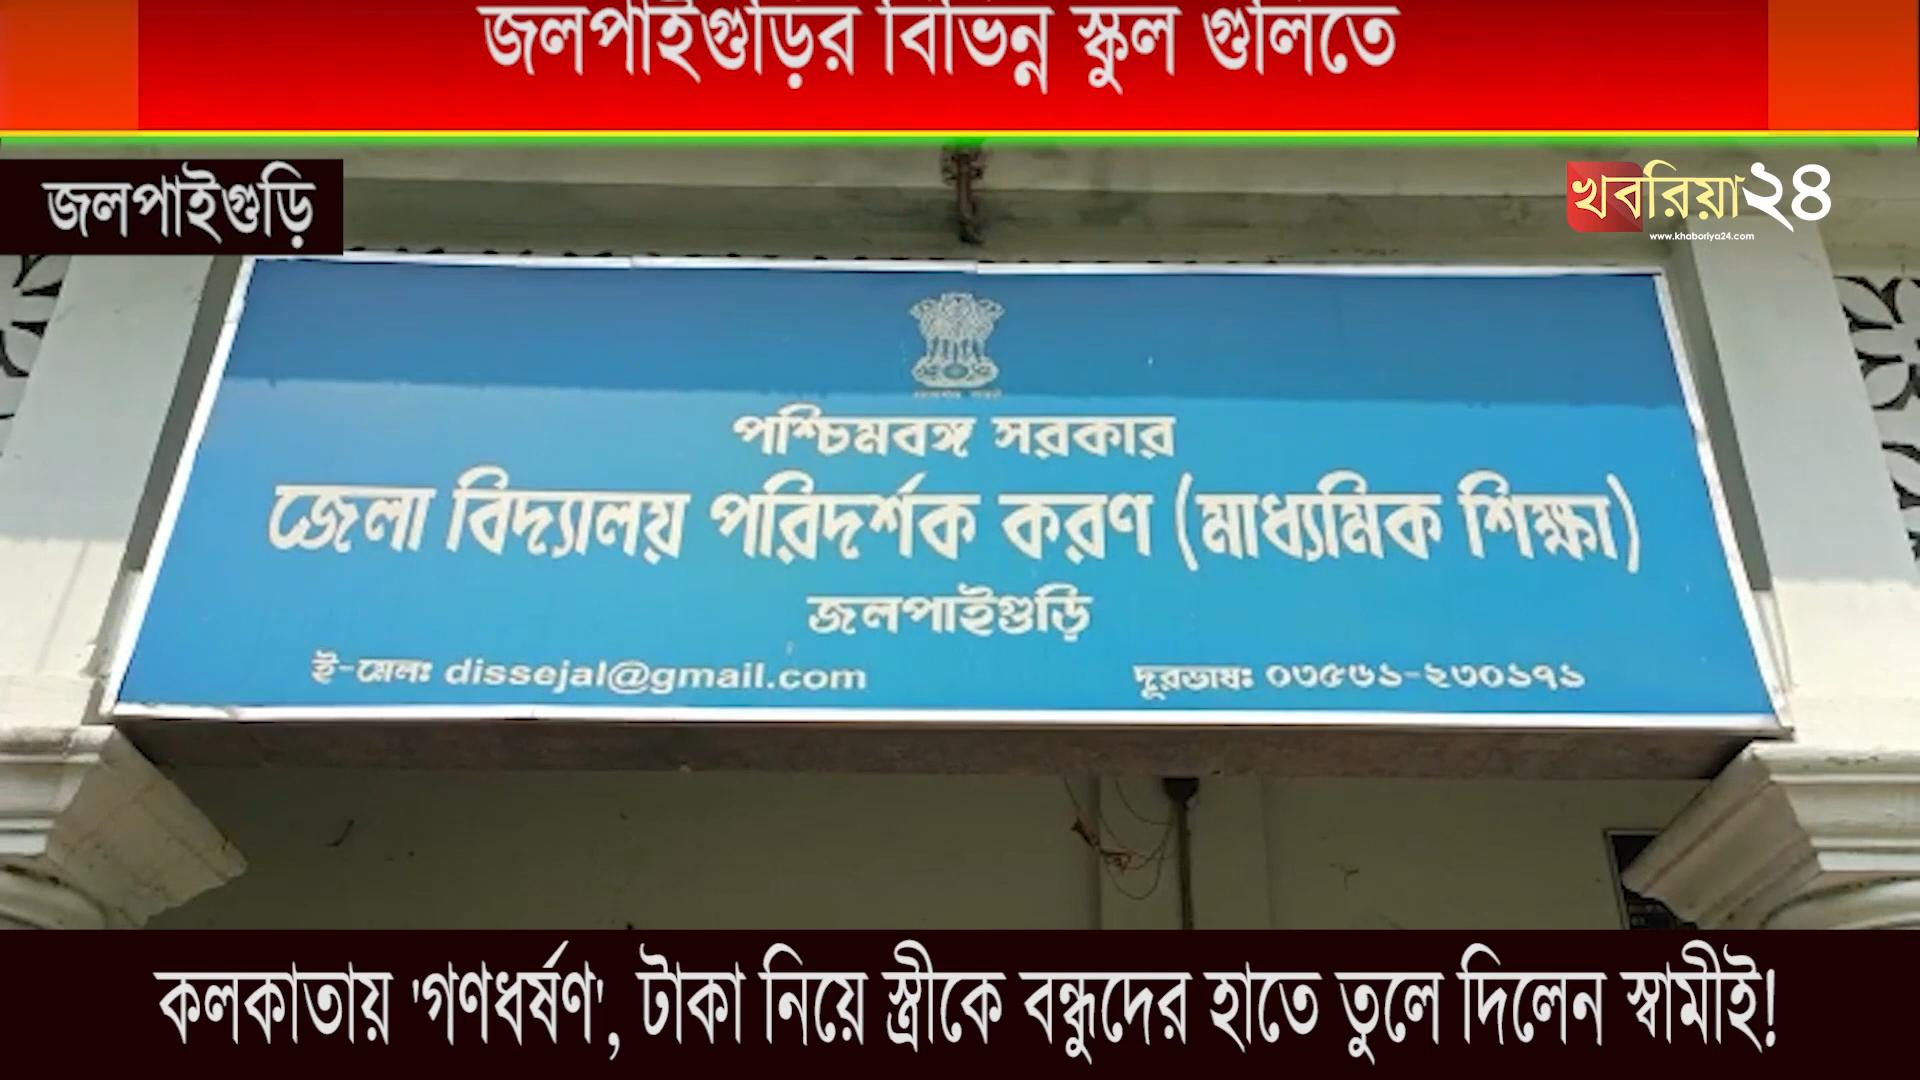 জলপাইগুড়ির বিভিন্ন স্কুল গুলিতে
জলপাইগুড়ি
খবরিয়া২৪
www.khaboriya24.com
পশ্চিমবঙ্গ সরকার
জেলা বিদ্যালয় পরিদর্শক করণ (মাধ্যমিক শিক্ষা)
জলপাইগুড়ি
ই-মেলঃ dissejal@gmail.com
দূরভাষঃ ০৩৫৬১-২৩০১৭১
কলকাতায় 'গণধর্ষণ', টাকা নিয়ে স্ত্রীকে বন্ধুদের হাতে তুলে দিলেন স্বামীই!